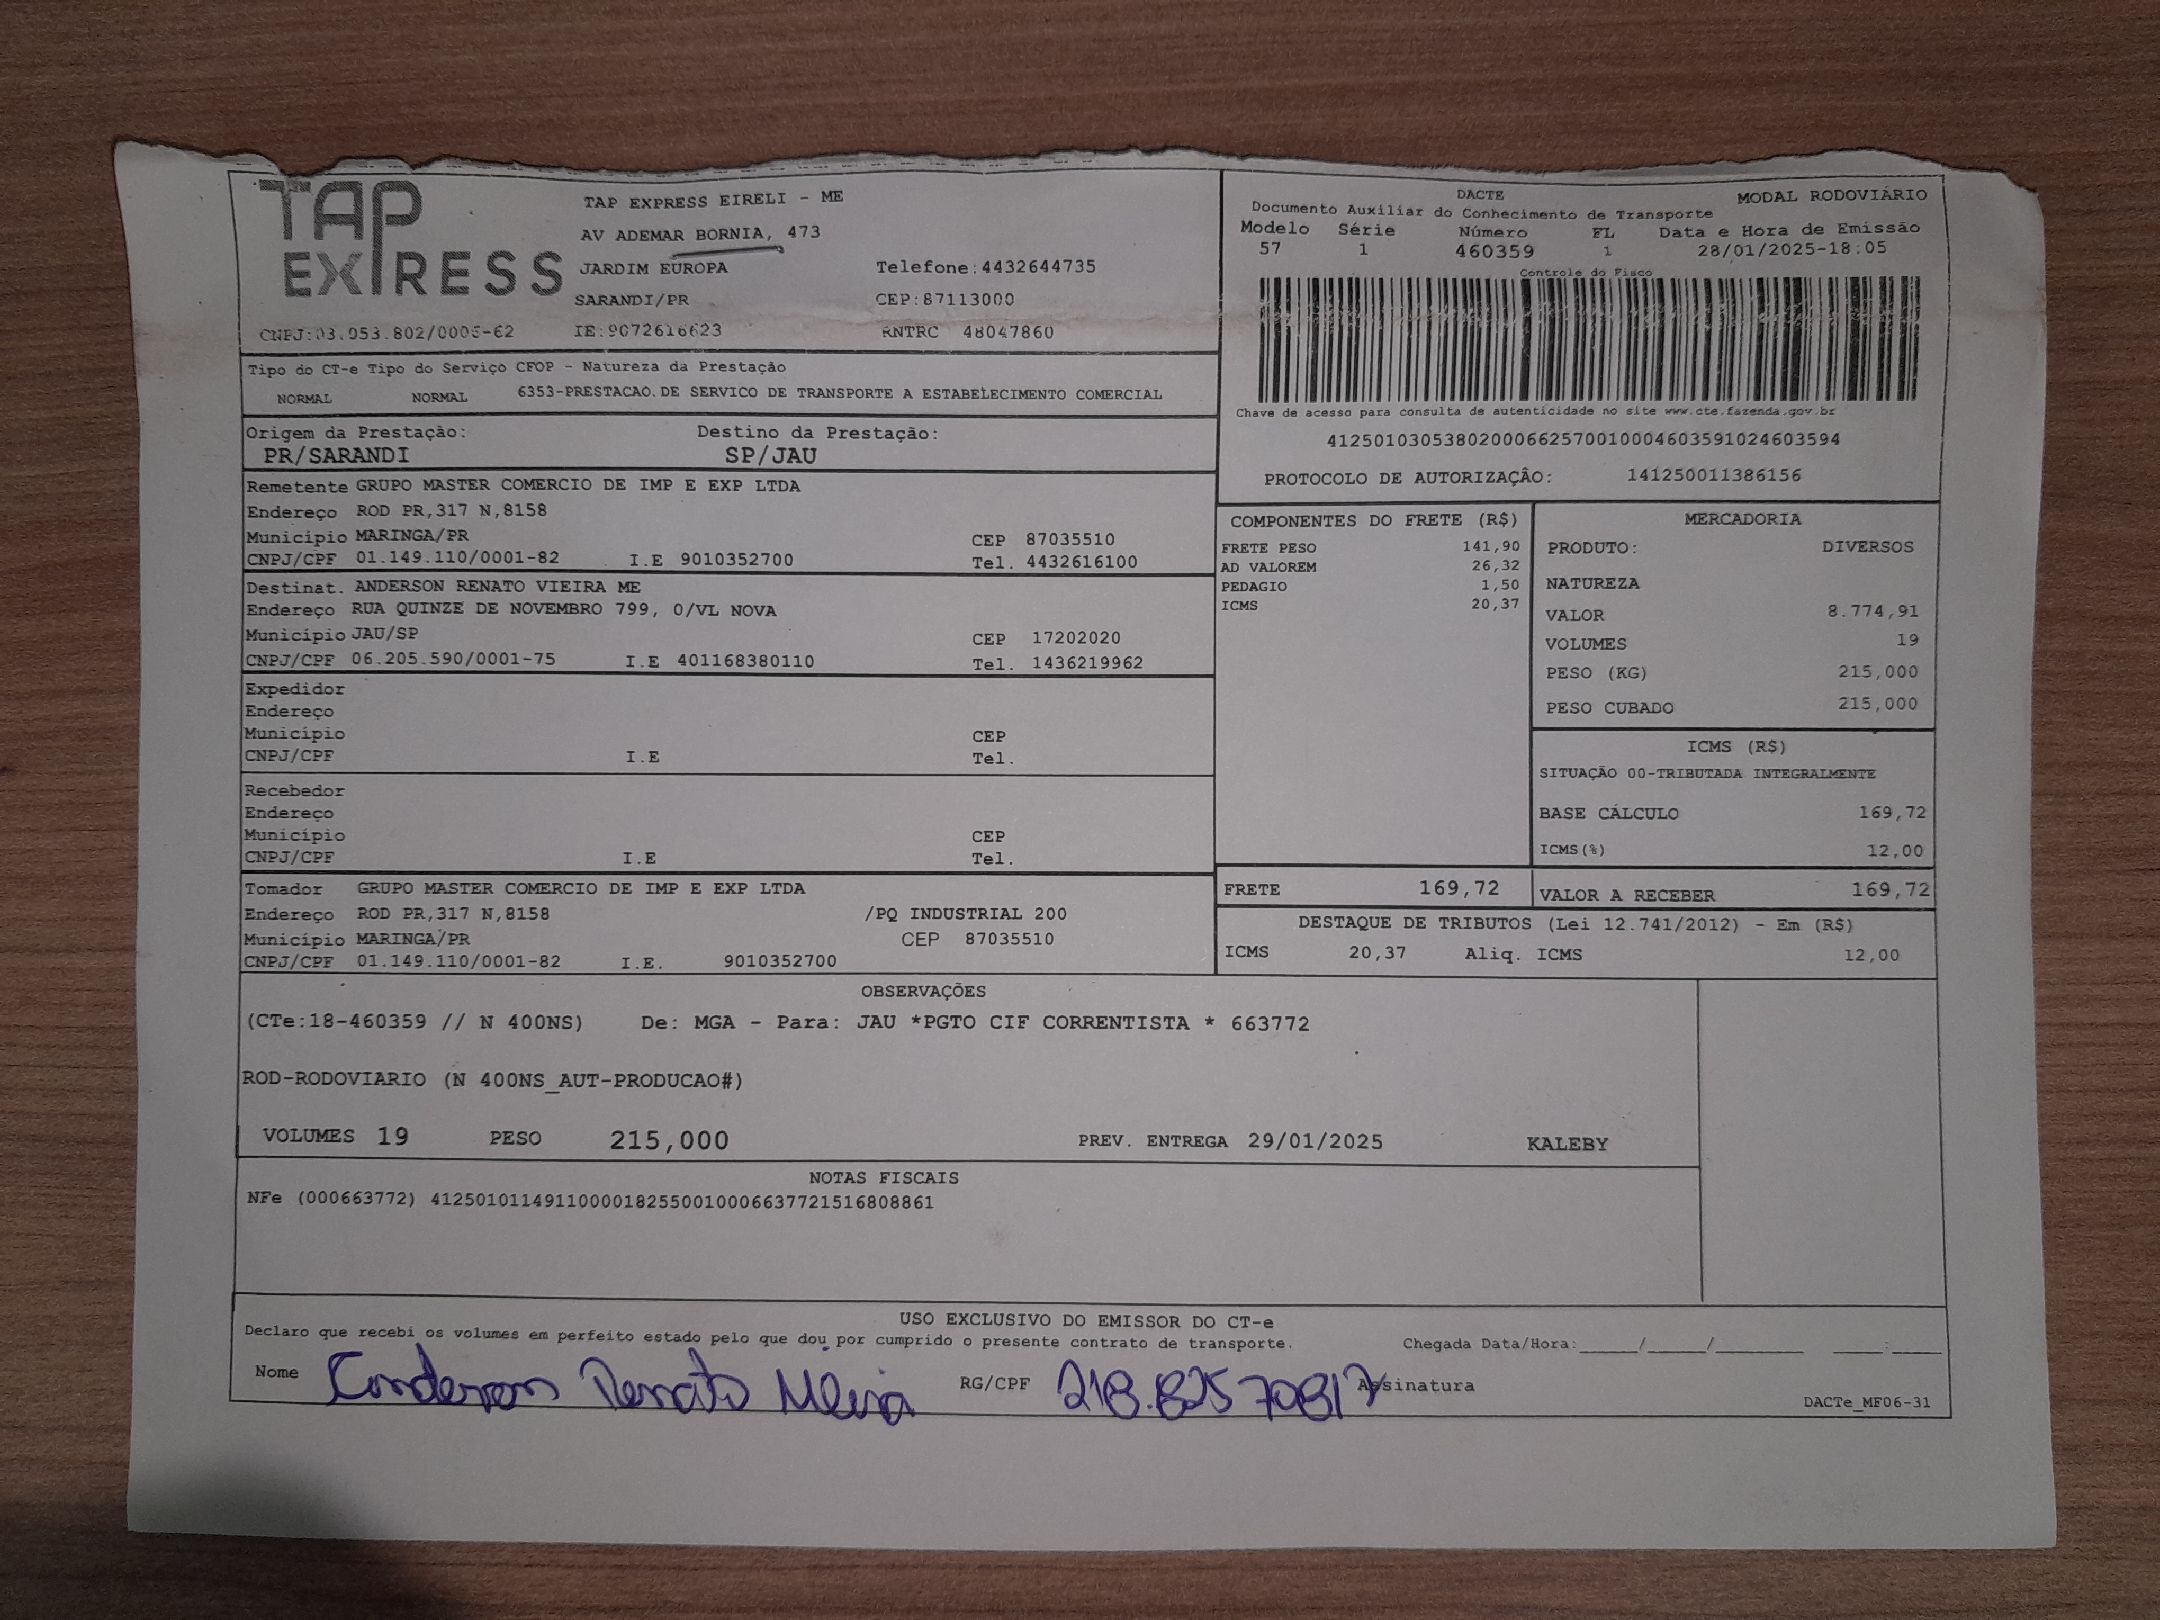 TAP
EXPRESS
TAP EXPRESS EIRELI - ME
AV ADEMAR BORNIA, 473
JARDIM EUROPA Telefone:4432644735
SARANDI/PR CEP:87113000
IE:9072616623 RNTRC 48047860
DACTE MODAL RODOVIÁRIO
Documento Auxiliar do Conhecimento de Transporte
Modelo Série Número FL Data e Hora de Emissão
57 1 460359 1 28/01/2025-18:05
Controle do Fisco
Chave de acesso para consulta de autenticidade no site www.cte.fazenda.gov.br
41250103053802000662570010004603591024603594
PROTOCOLO DE AUTORIZAÇÃO: 141250011386156
Tipo do CT-e Tipo do Serviço CFOP - Natureza da Prestação
NORMAL NORMAL 6353-PRESTACAO.DE SERVICO DE TRANSPORTE A ESTABELECIMENTO COMERCIAL
Origem da Prestação: Destino da Prestação:
PR/SARANDI SP/JAU
Remetente GRUPO MASTER COMERCIO DE IMP E EXP LTDA
Endereço ROD PR,317 N,8158
Município MARINGA/PR CEP 87035510
CNPJ/CPF 01.149.110/0001-82 I.E 9010352700 Tel. 4432616100
Destinat. ANDERSON RENATO VIEIRA ME
Endereço RUA QUINZE DE NOVEMBRO 799, 0/VL NOVA
Município JAU/SP CEP 17202020
CNPJ/CPF 06.205.590/0001-75 I.E 401168380110 Tel. 1436219962
Expedidor
Endereço
Município CEP
CNPJ/CPF I.E Tel.
Recebedor
Endereço
Município CEP
CNPJ/CPF I.E Tel.
Tomador GRUPO MASTER COMERCIO DE IMP E EXP LTDA
Endereço ROD PR,317 N,8158 /PQ INDUSTRIAL 200
Município MARINGA/PR CEP 87035510
CNPJ/CPF 01.149.110/0001-82 I.E. 9010352700
COMPONENTES DO FRETE (R$)
FRETE PESO 141,90
AD VALOREM 26,32
PEDAGIO 1,50
ICMS 20,37
MERCADORIA
PRODUTO: DIVERSOS
NATUREZA
VALOR 8.774,91
VOLUMES 19
PESO (KG) 215,000
PESO CUBADO 215,000
ICMS (R$)
SITUAÇÃO 00-TRIBUTADA INTEGRALMENTE
BASE CÁLCULO 169,72
ICMS(%) 12,00
FRETE 169,72 VALOR A RECEBER 169,72
DESTAQUE DE TRIBUTOS (Lei 12.741/2012) - Em (R$)
ICMS 20,37 Aliq. ICMS 12,00
OBSERVAÇÕES
(CTe:18-460359 // N 400NS) De: MGA - Para: JAU *PGTO CIF CORRENTISTA * 663772
ROD-RODOVIARIO (N 400NS_AUT-PRODUCAO#)
VOLUMES 19 PESO 215,000 PREV. ENTREGA 29/01/2025 KALEBY
NOTAS FISCAIS
NFe (000663772) 41250101149110000182550010006637721516808861
USO EXCLUSIVO DO EMISSOR DO CT-e
Declaro que recebi os volumes em perfeito estado pelo que dou por cumprido o presente contrato de transporte. Chegada Data/Hora:_____/_____/_______ ____:____
Nome Anderson Renato Vieira RG/CPF Assinatura
DACTe_MF06-31